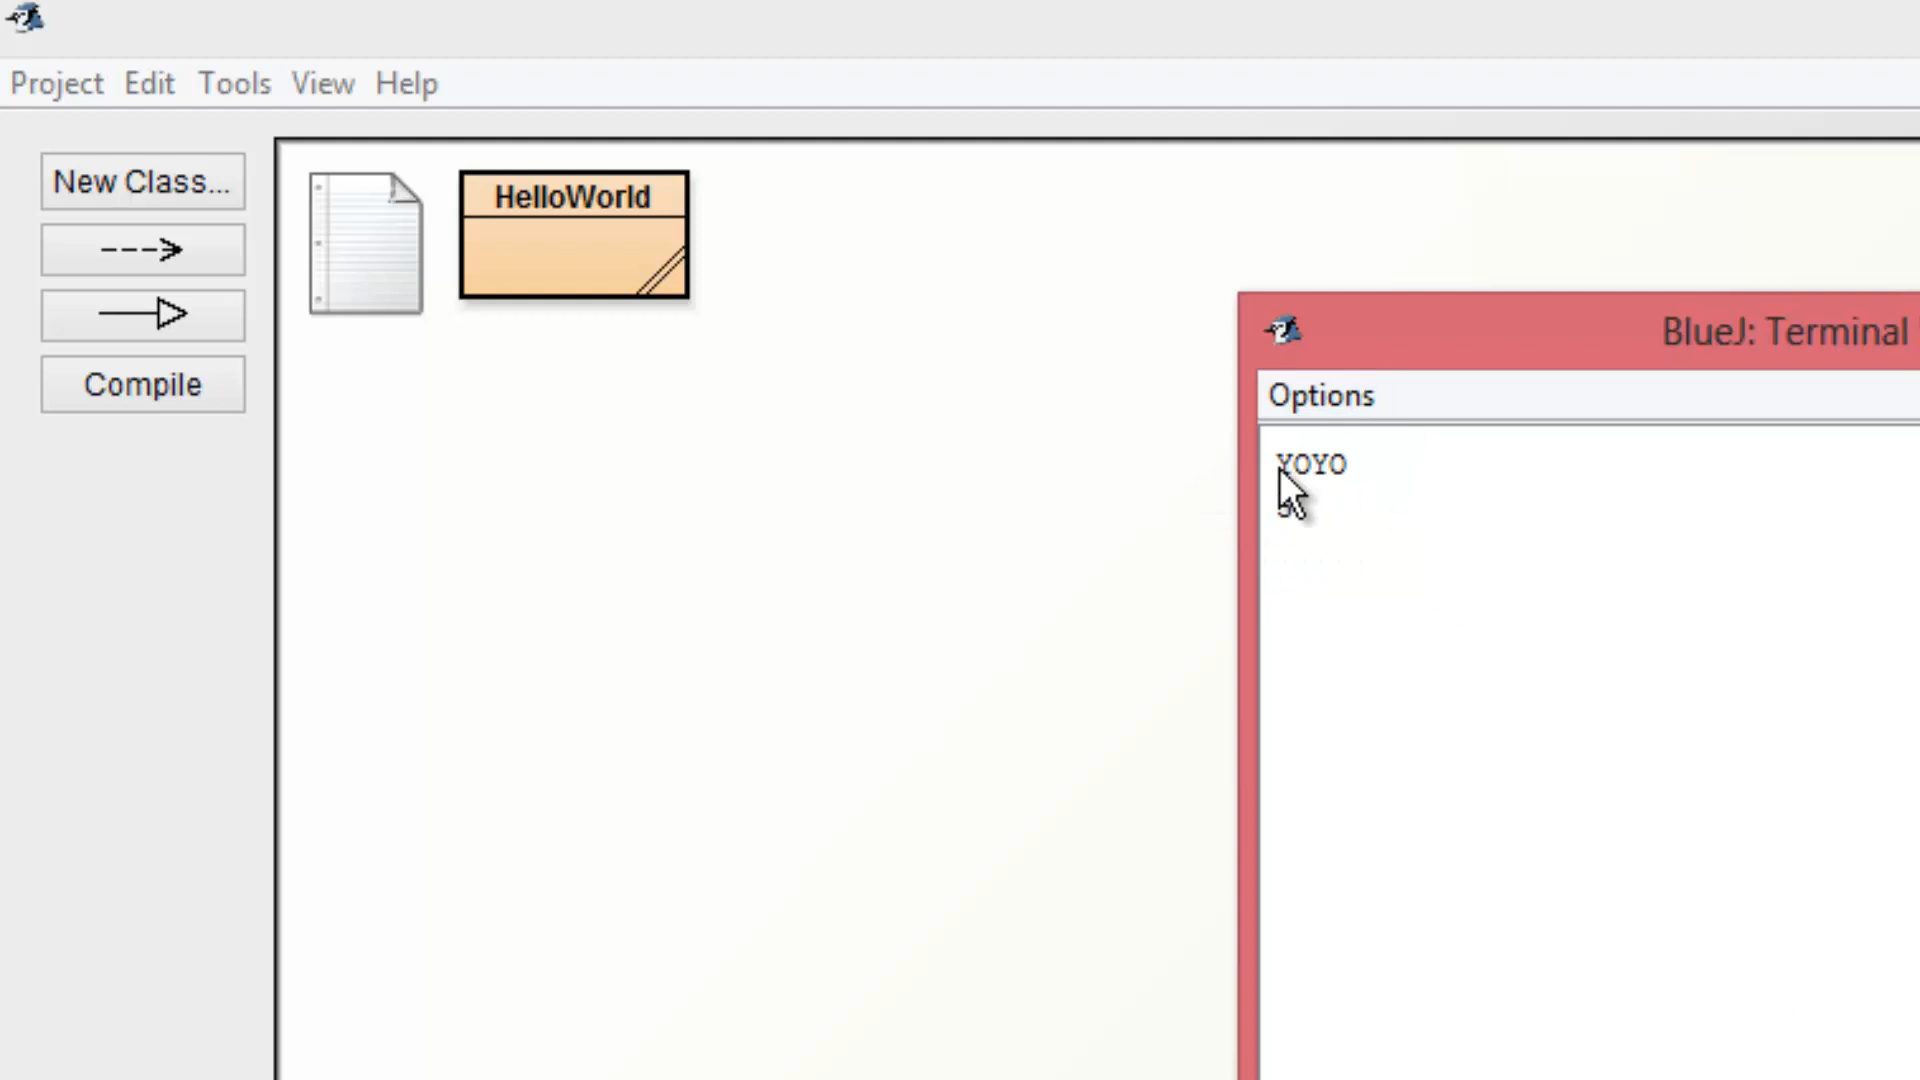 Project Edit Tools View Help
New Class...
HelloWorld
Compile
BlueJ: Terminal
Options
YOYO